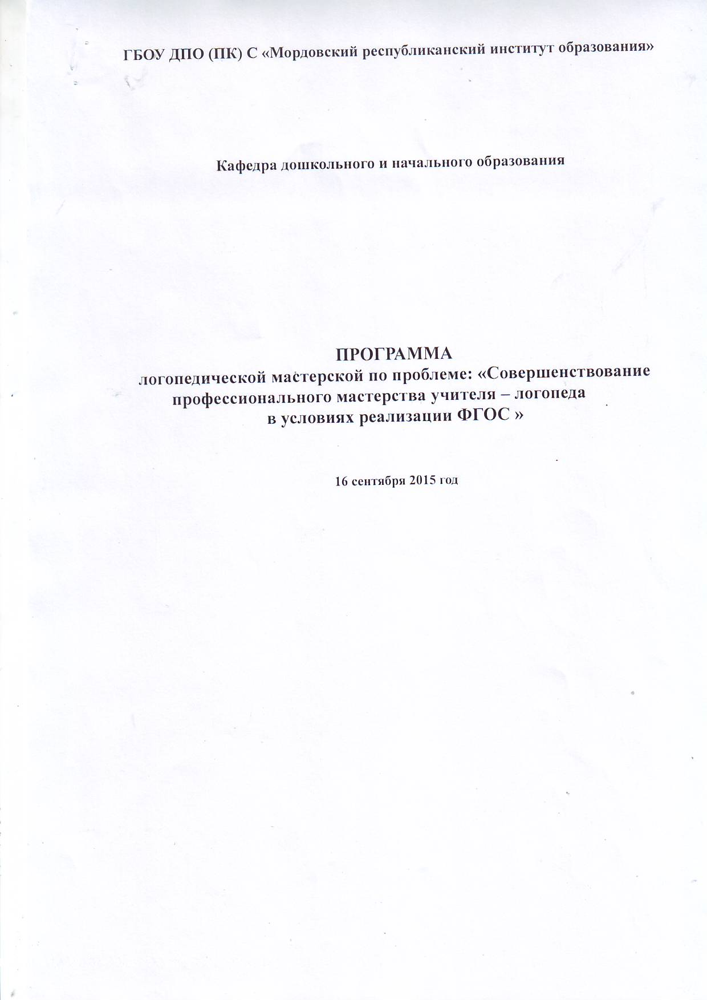 ГБОУ ДПО (ПК) С «Мордовский республиканский институт образования»
Кафедра дошкольного и начального образования
ПРОГРАММА
логопедической мастерской по проблеме: «Совершенствование
профессионального мастерства учителя – логопеда
в условиях реализации ФГОС »
16 сентября 2015 год